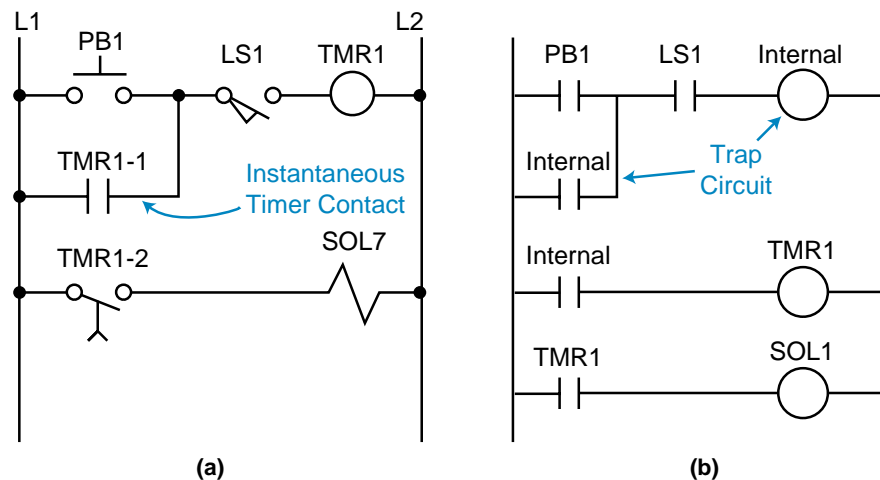 L1
L2
PB1
LS1
TMR1
TMR1-1
Instantaneous
Timer Contact
TMR1-2
SOL7
(a)
PB1
LS1
Internal
Internal
Trap
Circuit
Internal
TMR1
TMR1
SOL1
(b)